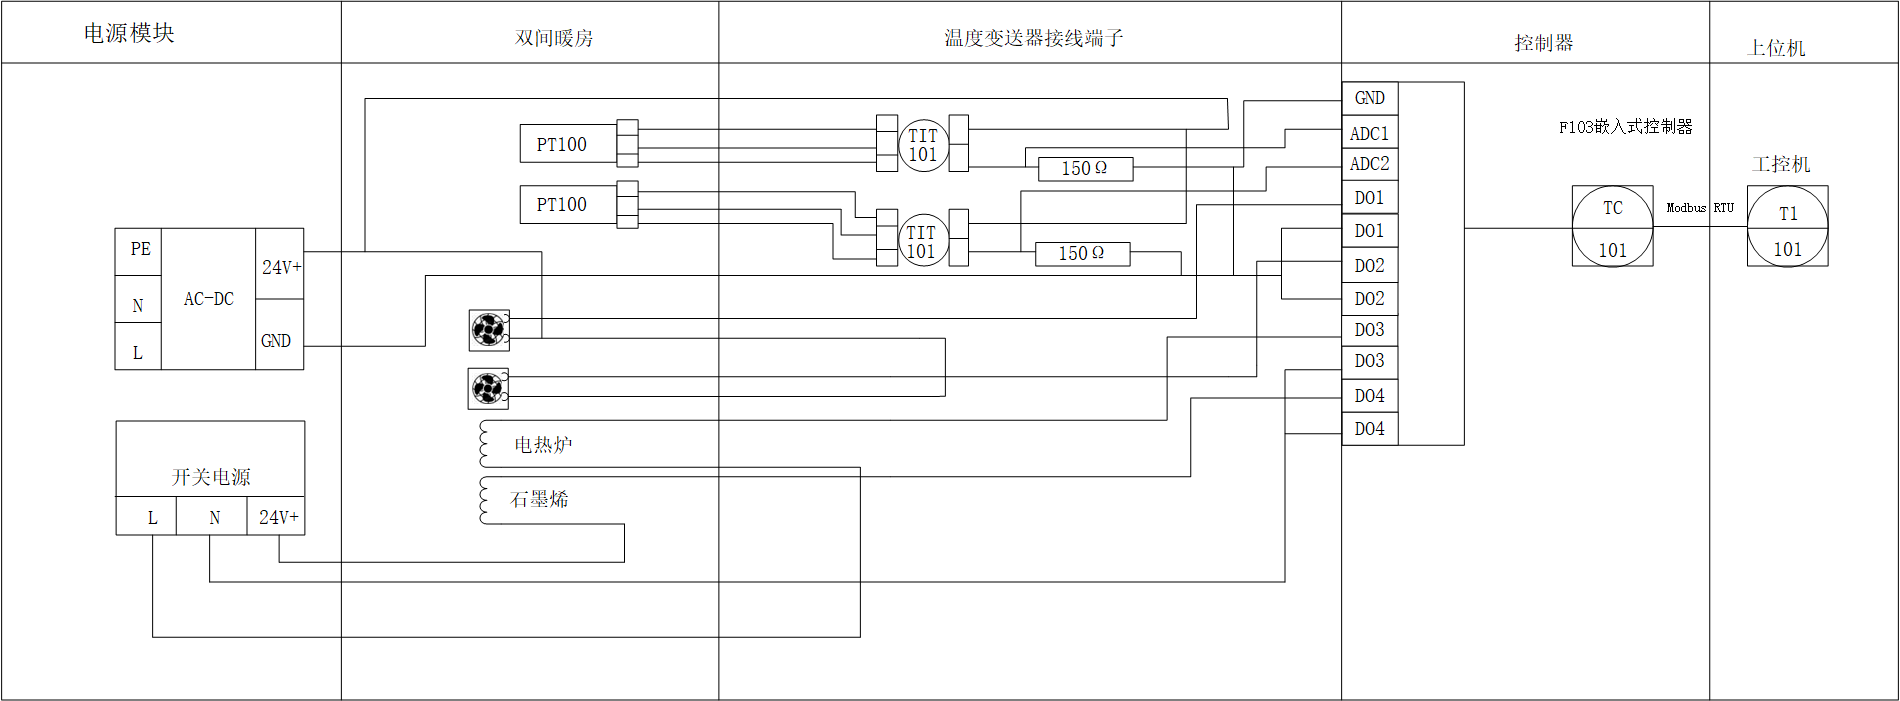 电源模块
双间暖房
温度变送器接线端子
控制器
上位机
PE
N
L
AC-DC
24V+
GND
开关电源
L
N
24V+
PT100
PT100
电热炉
石墨烯
TIT
101
150Ω
TIT
101
150Ω
GND
ADC1
ADC2
DO1
DO1
DO2
DO2
DO3
DO3
DO4
DO4
F103嵌入式控制器
TC
101
Modbus RTU
工控机
T1
101